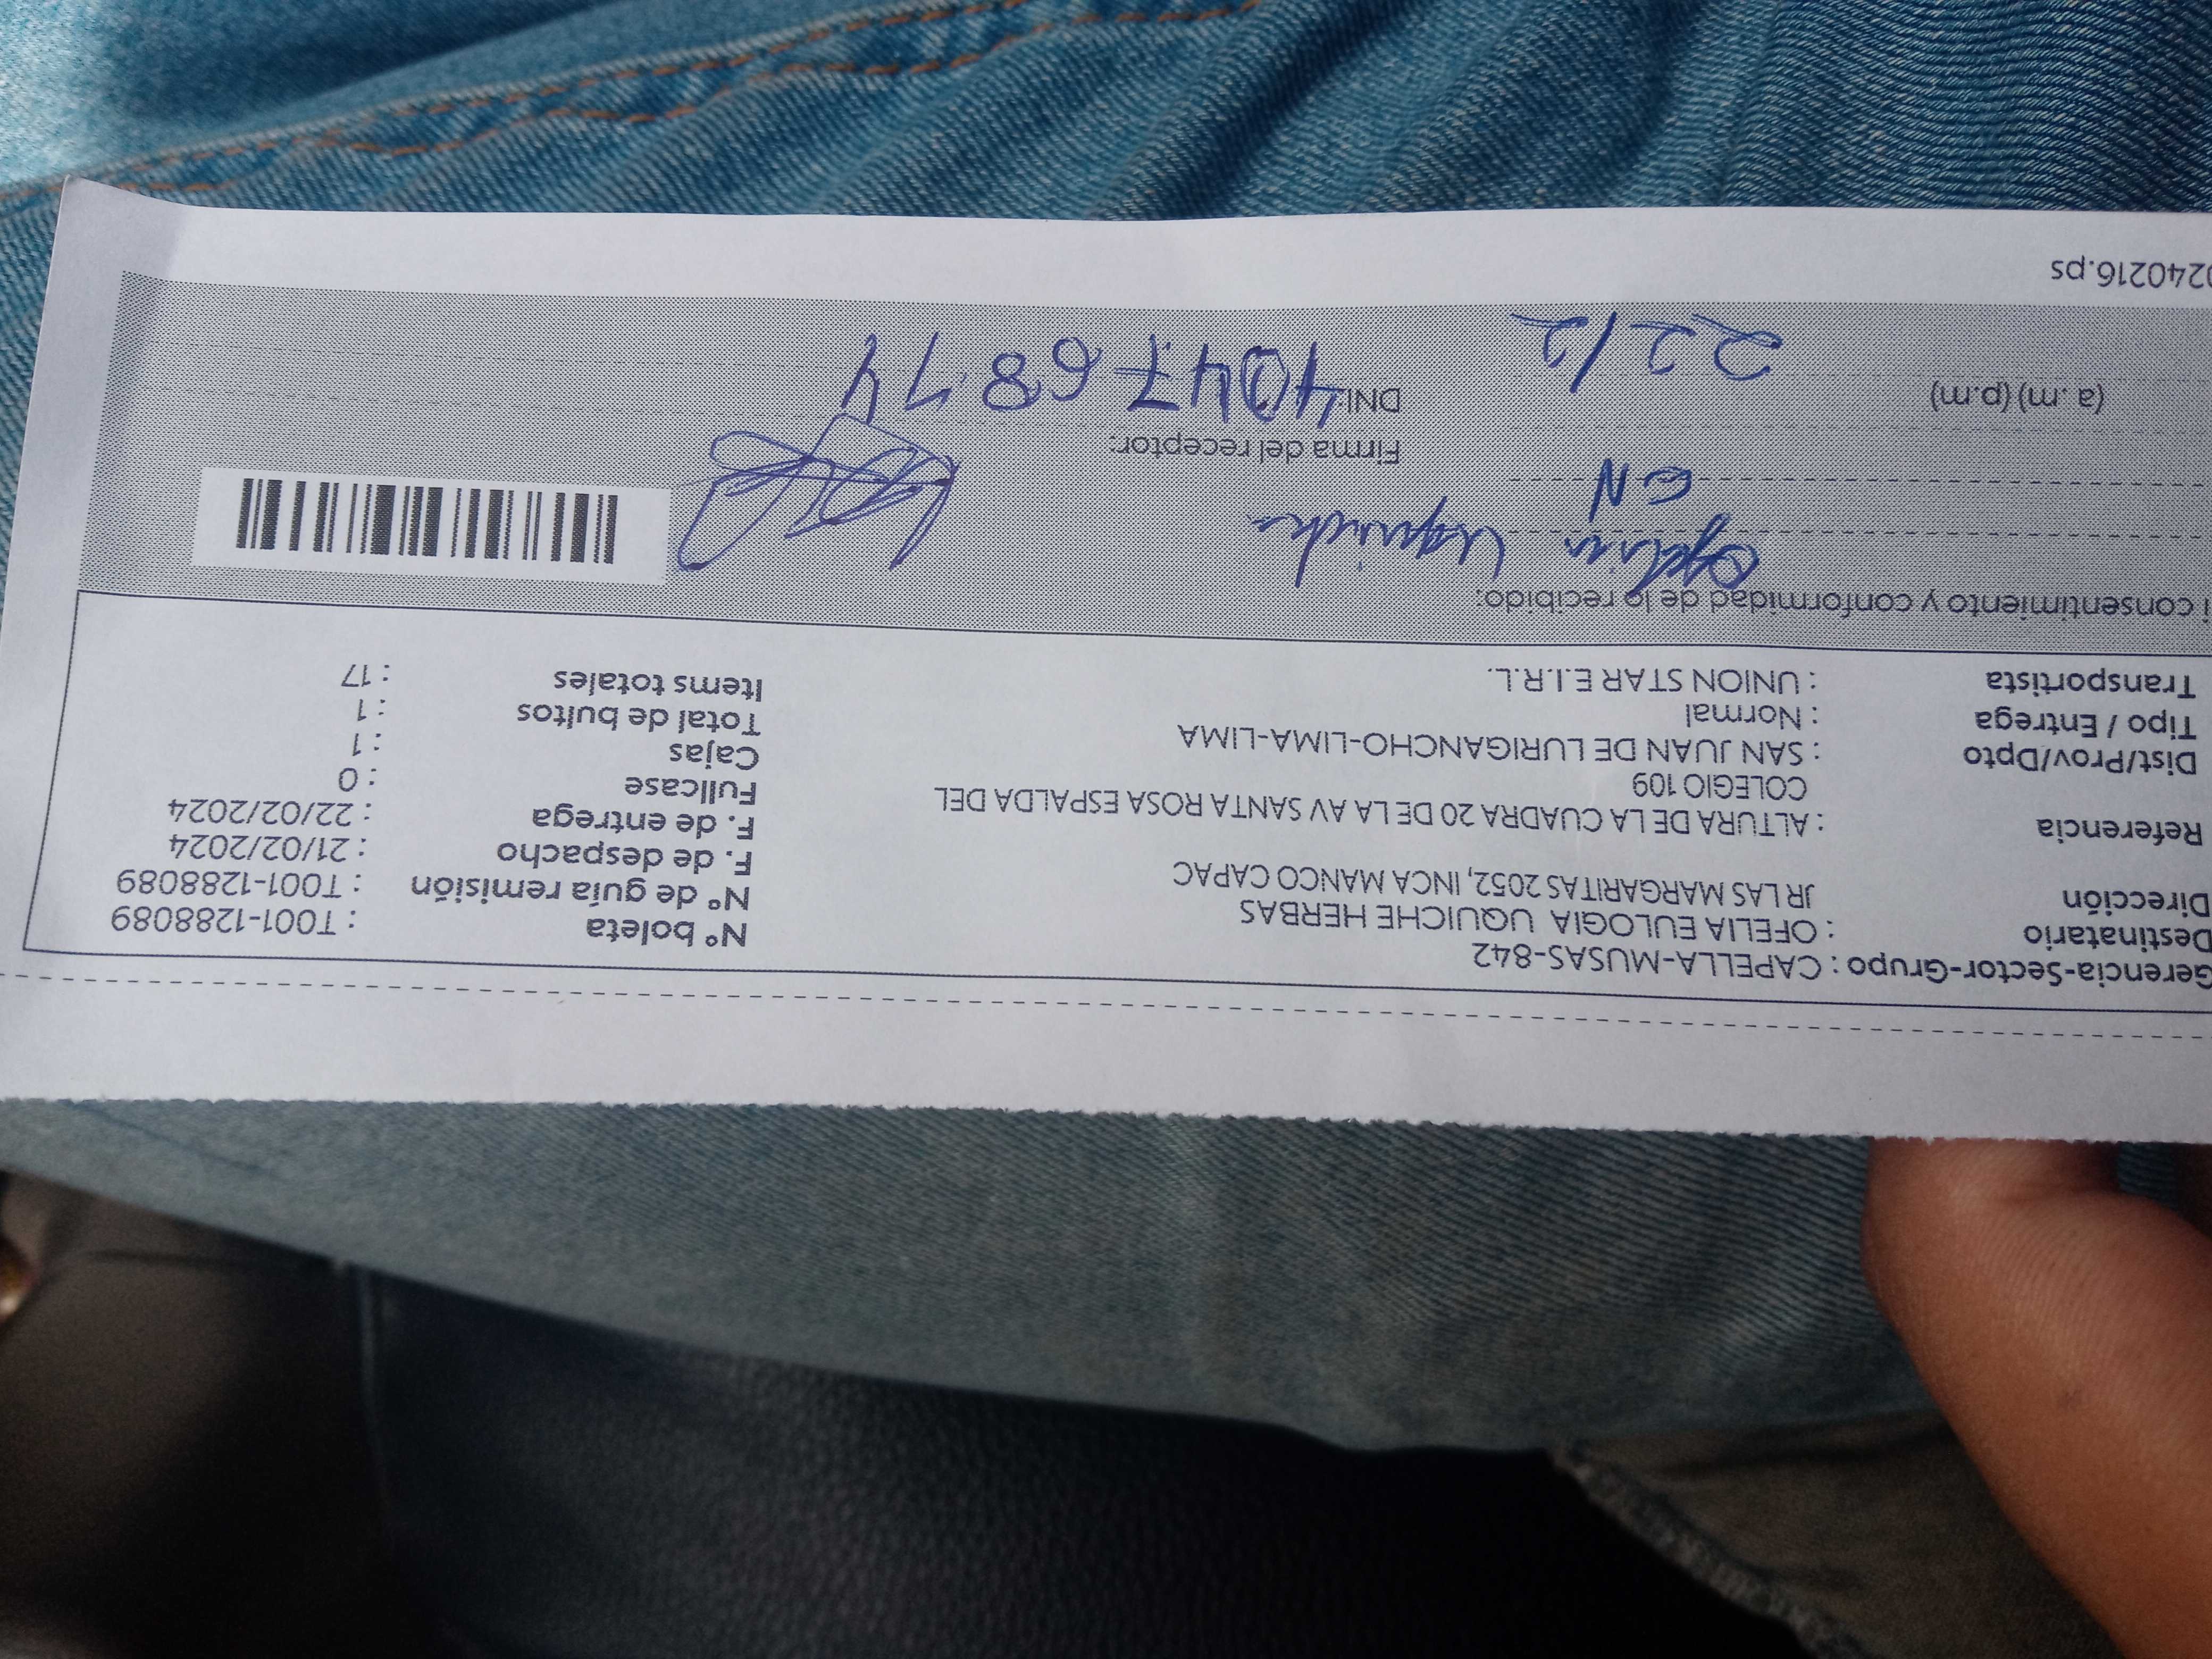 Gerencia-Sector-Grupo : CAPELLA-MUSAS-842
Destinatario : OFELIA EULOGIA UQUICHE HERBAS
Dirección JR LAS MARGARITAS 2052, INCA MANCO CAPAC
Referencia : ALTURA DE LA CUADRA 20 DE LA AV SANTA ROSA ESPALDA DEL
COLEGIO 109
Dist/Prov/Dpto : SAN JUAN DE LURIGANCHO-LIMA-LIMA
Tipo / Entrega : Normal
Transportista : UNION STAR E.I.R.L.
N° boleta : T001-1288089
N° de guía remisión : T001-1288089
F. de despacho : 21/02/2024
F. de entrega : 22/02/2024
Fullcase : 0
Cajas : 1
Total de bultos : 1
Items totales : 17
i consentimiento y conformidad de lo recibido:
Ofelia
EN
Firma del receptor:
(a.m) (p.m) 22/2
DNI:
0240216.ps